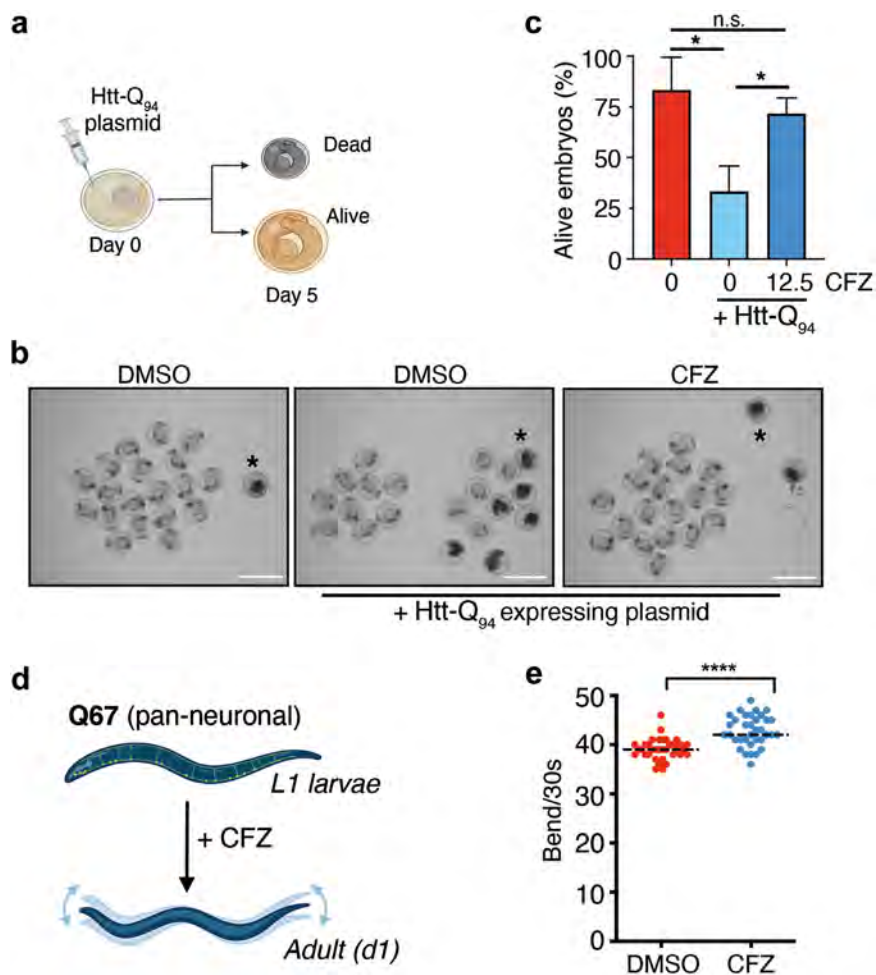 a
Htt-Q₉₄
plasmid
Day 0
Dead
Alive
Day 5
c
n.s.
*
*
Alive embryos (%)
100
75
50
25
0
0 0 12.5 CFZ
+ Htt-Q₉₄
b
DMSO DMSO CFZ
* * *
+ Htt-Q₉₄ expressing plasmid
d
Q67 (pan-neuronal)
L1 larvae
+ CFZ
Adult (d1)
e
****
Bend/30s
50
40
30
20
10
0
DMSO CFZ